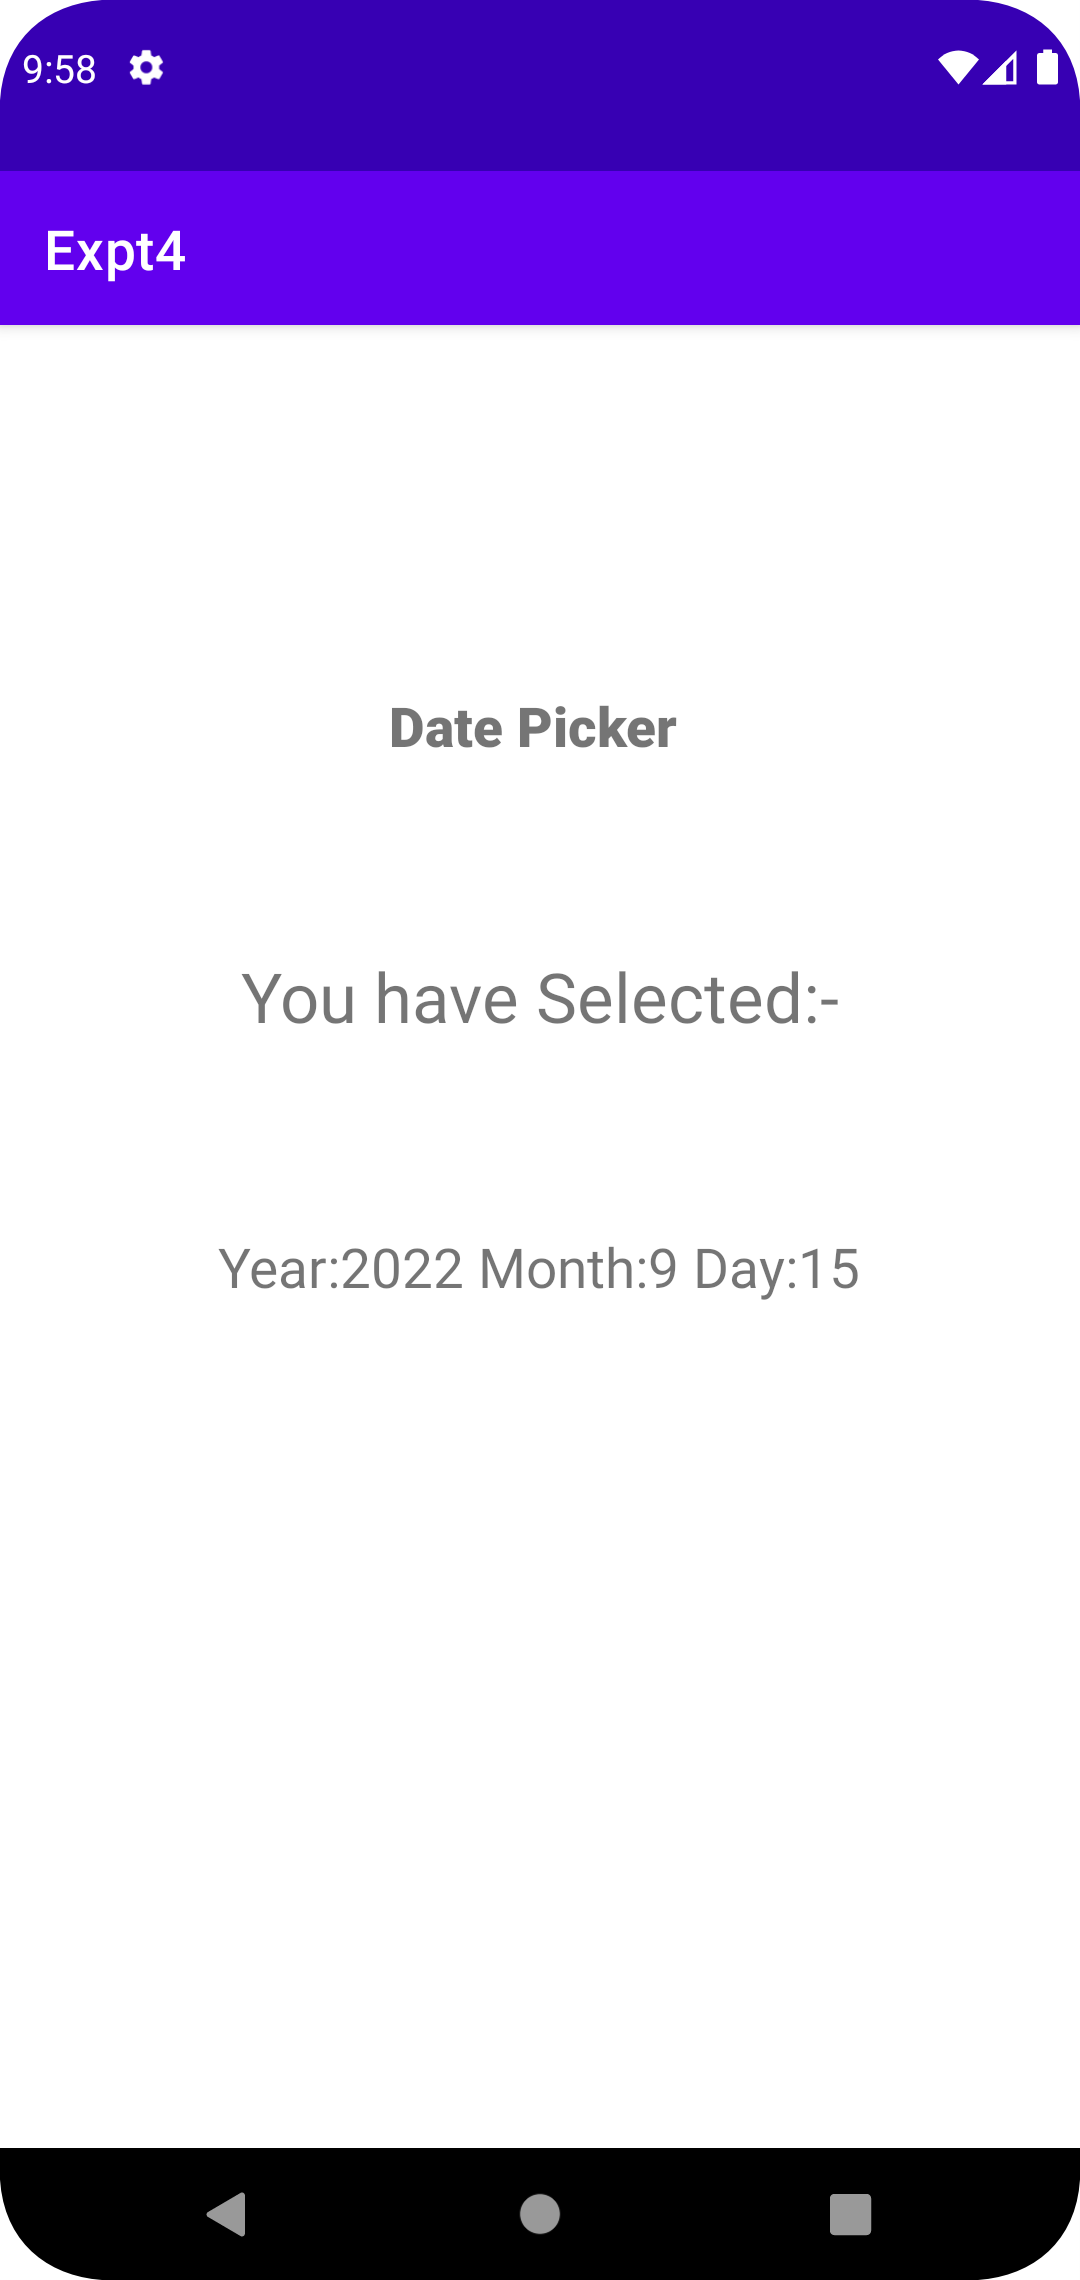 9:58
Expt4
Date Picker
You have Selected:-
Year:2022 Month:9 Day:15